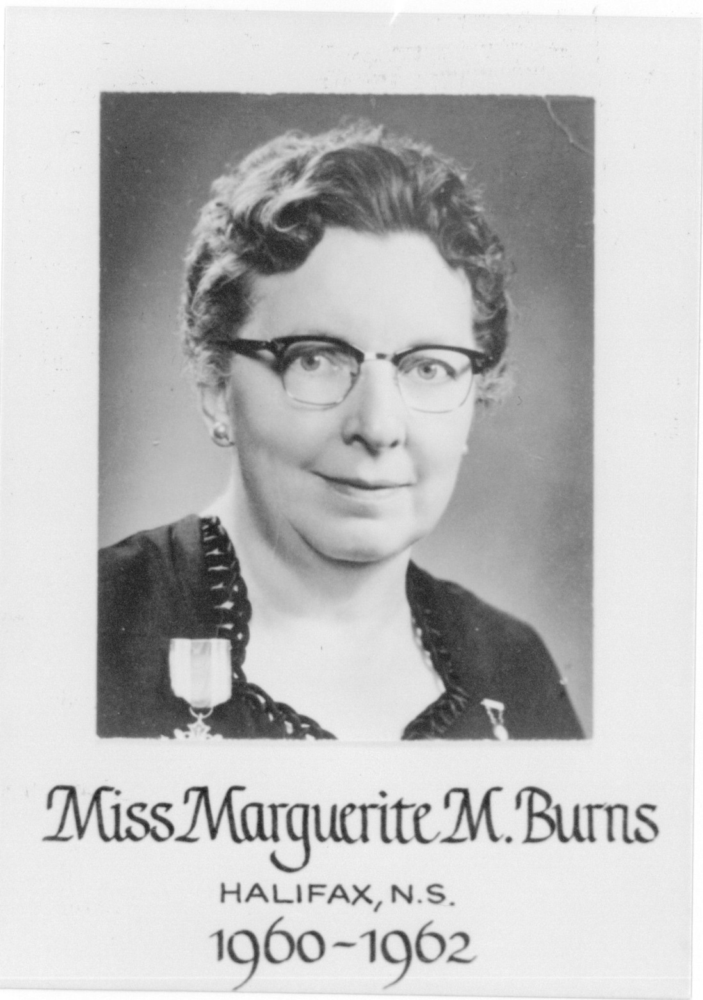 Miss Marguerite M. Burns
HALIFAX, N.S.
1960-1962